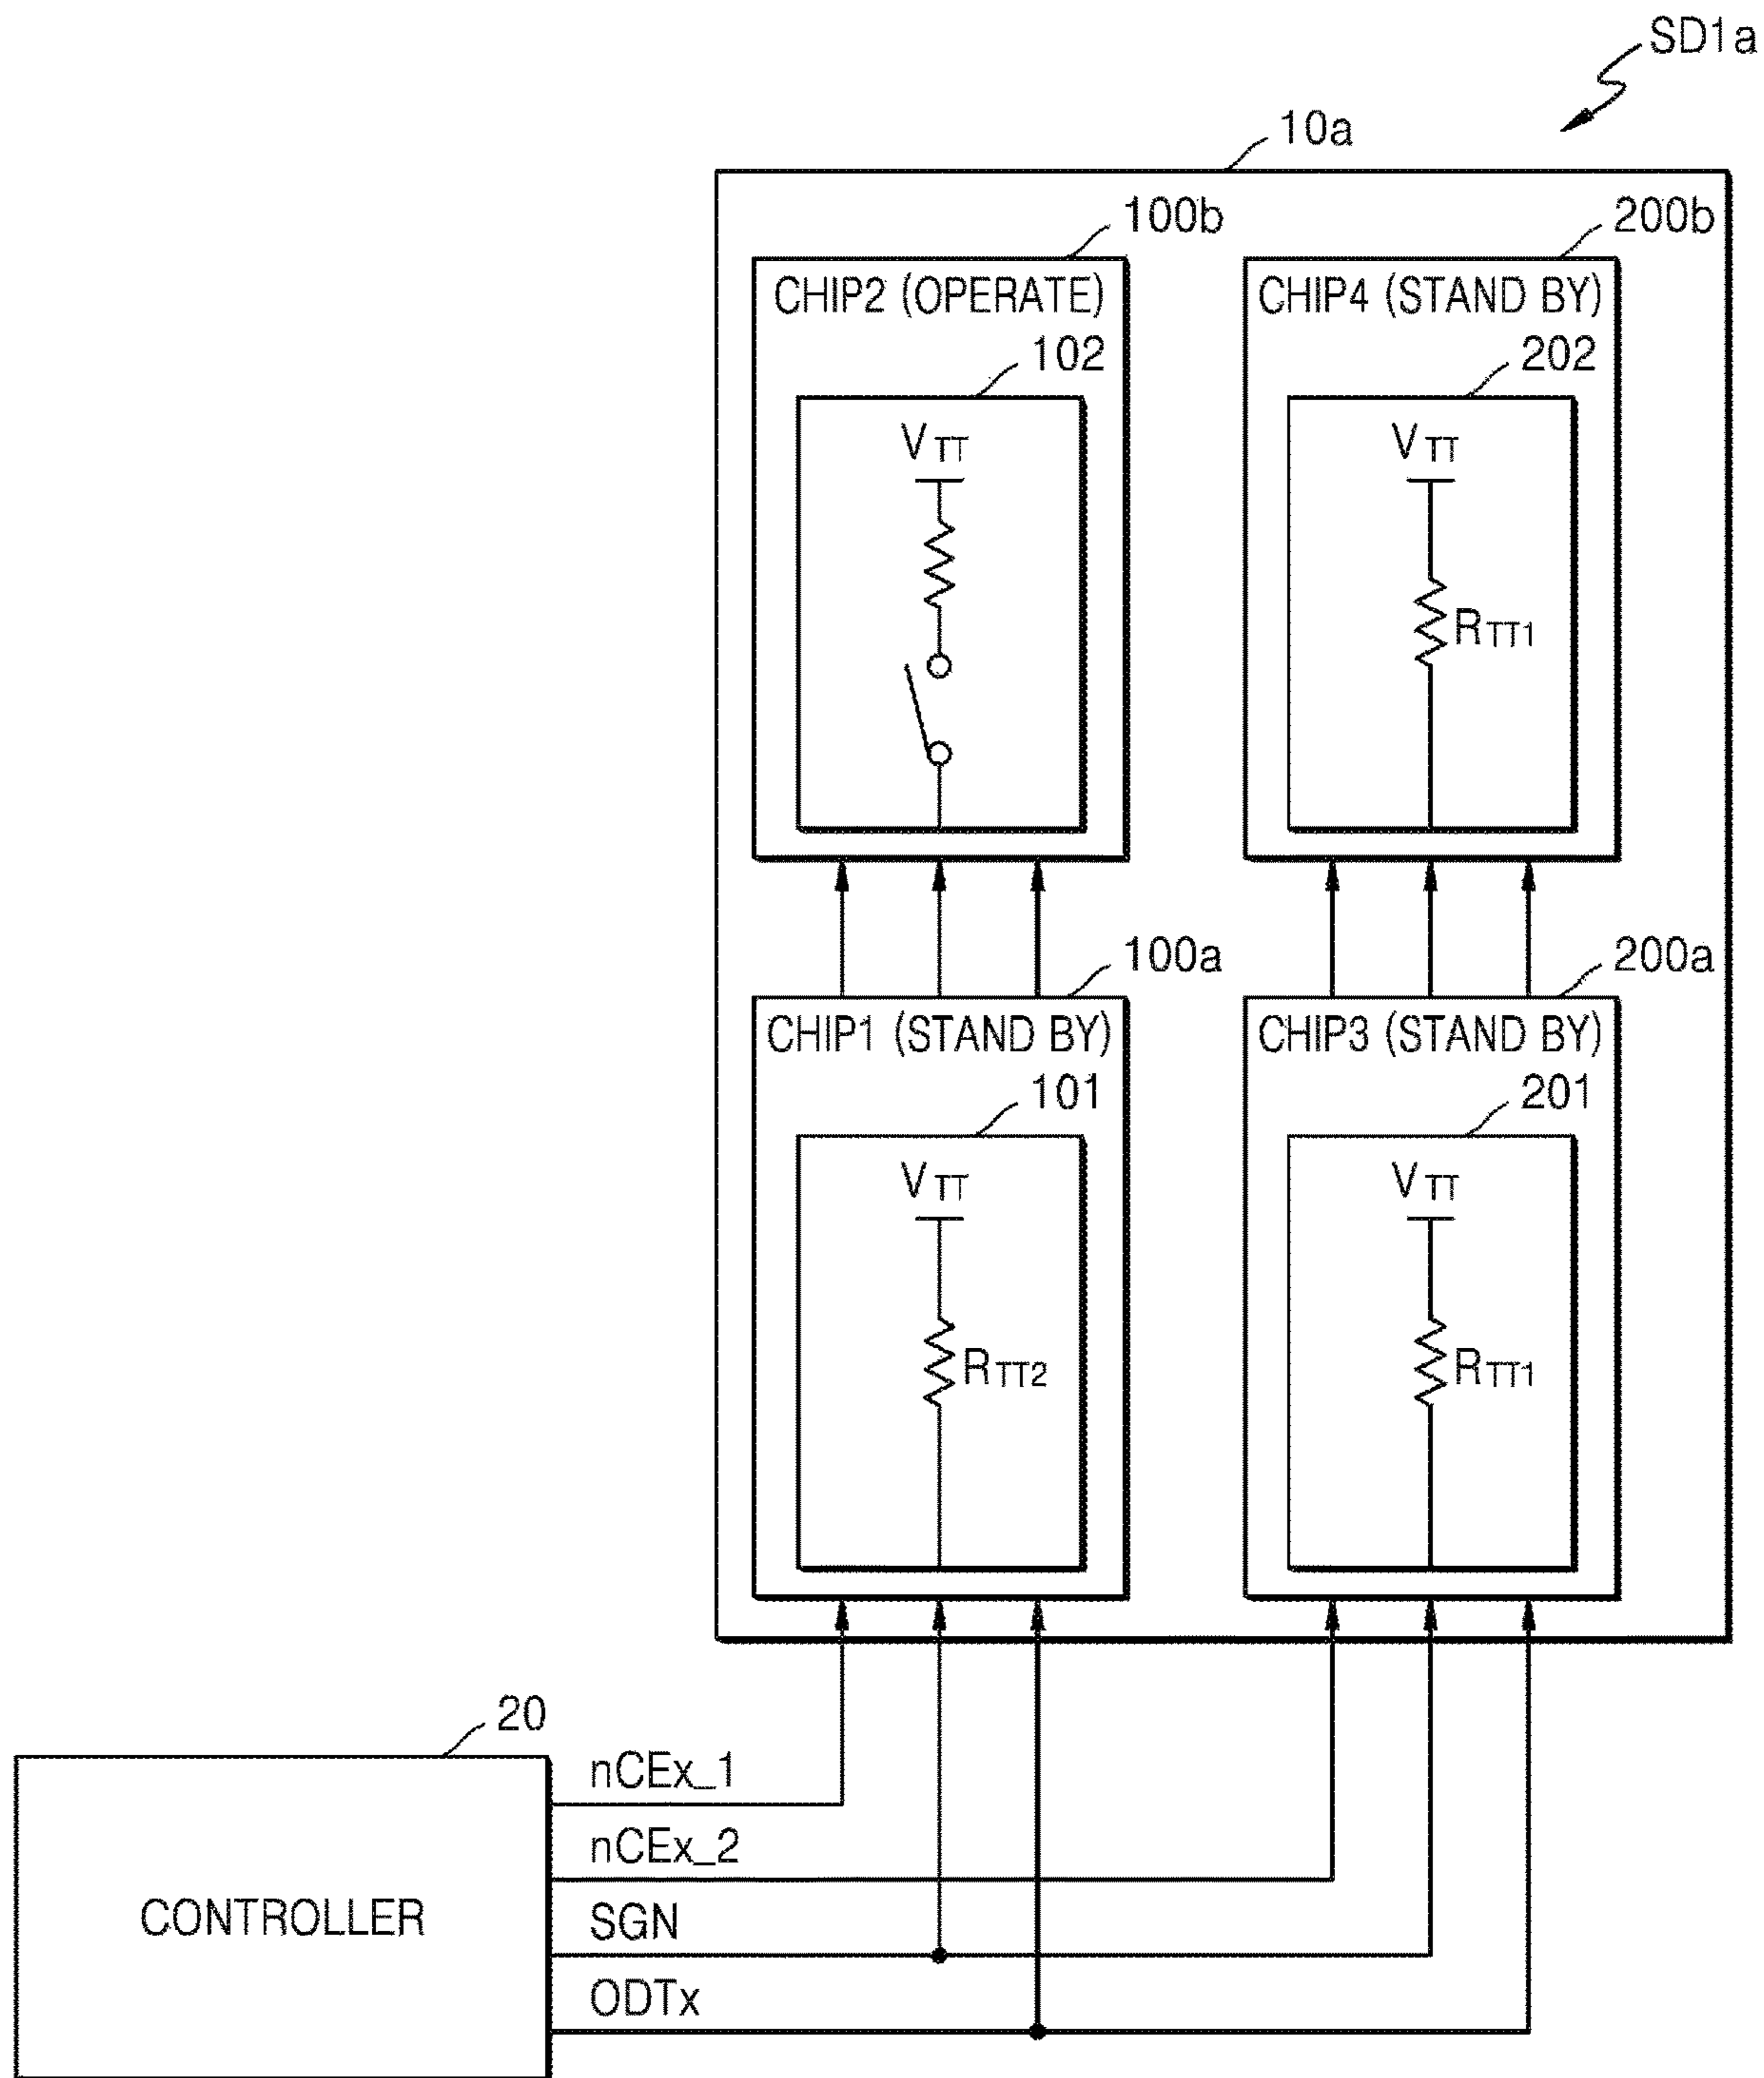 SD1a
10a
100b
200b
CHIP2 (OPERATE)
CHIP4 (STAND BY)
102
202
VTT
VTT
RTT1
100a
200a
CHIP1 (STAND BY)
CHIP3 (STAND BY)
101
201
VTT
VTT
RTT2
RTT1
20
nCEx_1
nCEx_2
CONTROLLER
SGN
ODTx